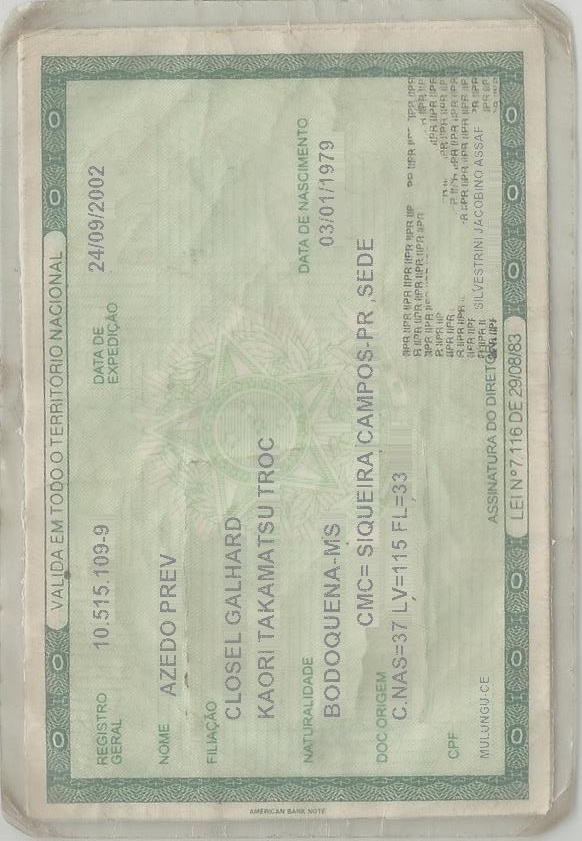 VALIDA EM TODO O TERRITÓRIO NACIONAL
REGISTRO GERAL 10.515.109-9 DATA DE EXPEDIÇÃO 24/09/2002
NOME AZEDO PREV
FILIAÇÃO CLOSEL GALHARD
KAORI TAKAMATSU TROC
NATURALIDADE DATA DE NASCIMENTO
BODOQUENA-MS 03/01/1979
DOC ORIGEM CMC= SIQUEIRA CAMPOS-PR ,SEDE
C.NAS=37 LV=115 FL=33
CPF
MULUNGU-CE SILVESTRINI JACOBINO ASSAF
ASSINATURA DO DIRETOR
LEI Nº 7.116 DE 29/08/83
AMERICAN BANK NOTE